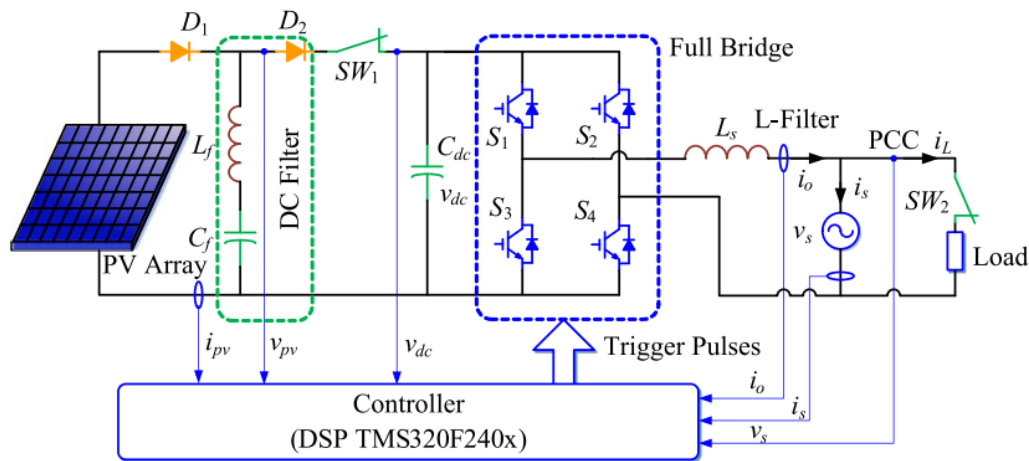 D1
D2
SW1
Full Bridge
Lf
DC Filter
Cdc
vdc
S1
S2
Ls
L-Filter
PCC
iL
io
is
SW2
S3
S4
vs
Cf
PV Array
Load
ipv
vpv
vdc
Trigger Pulses
io
is
vs
Controller
(DSP TMS320F240x)